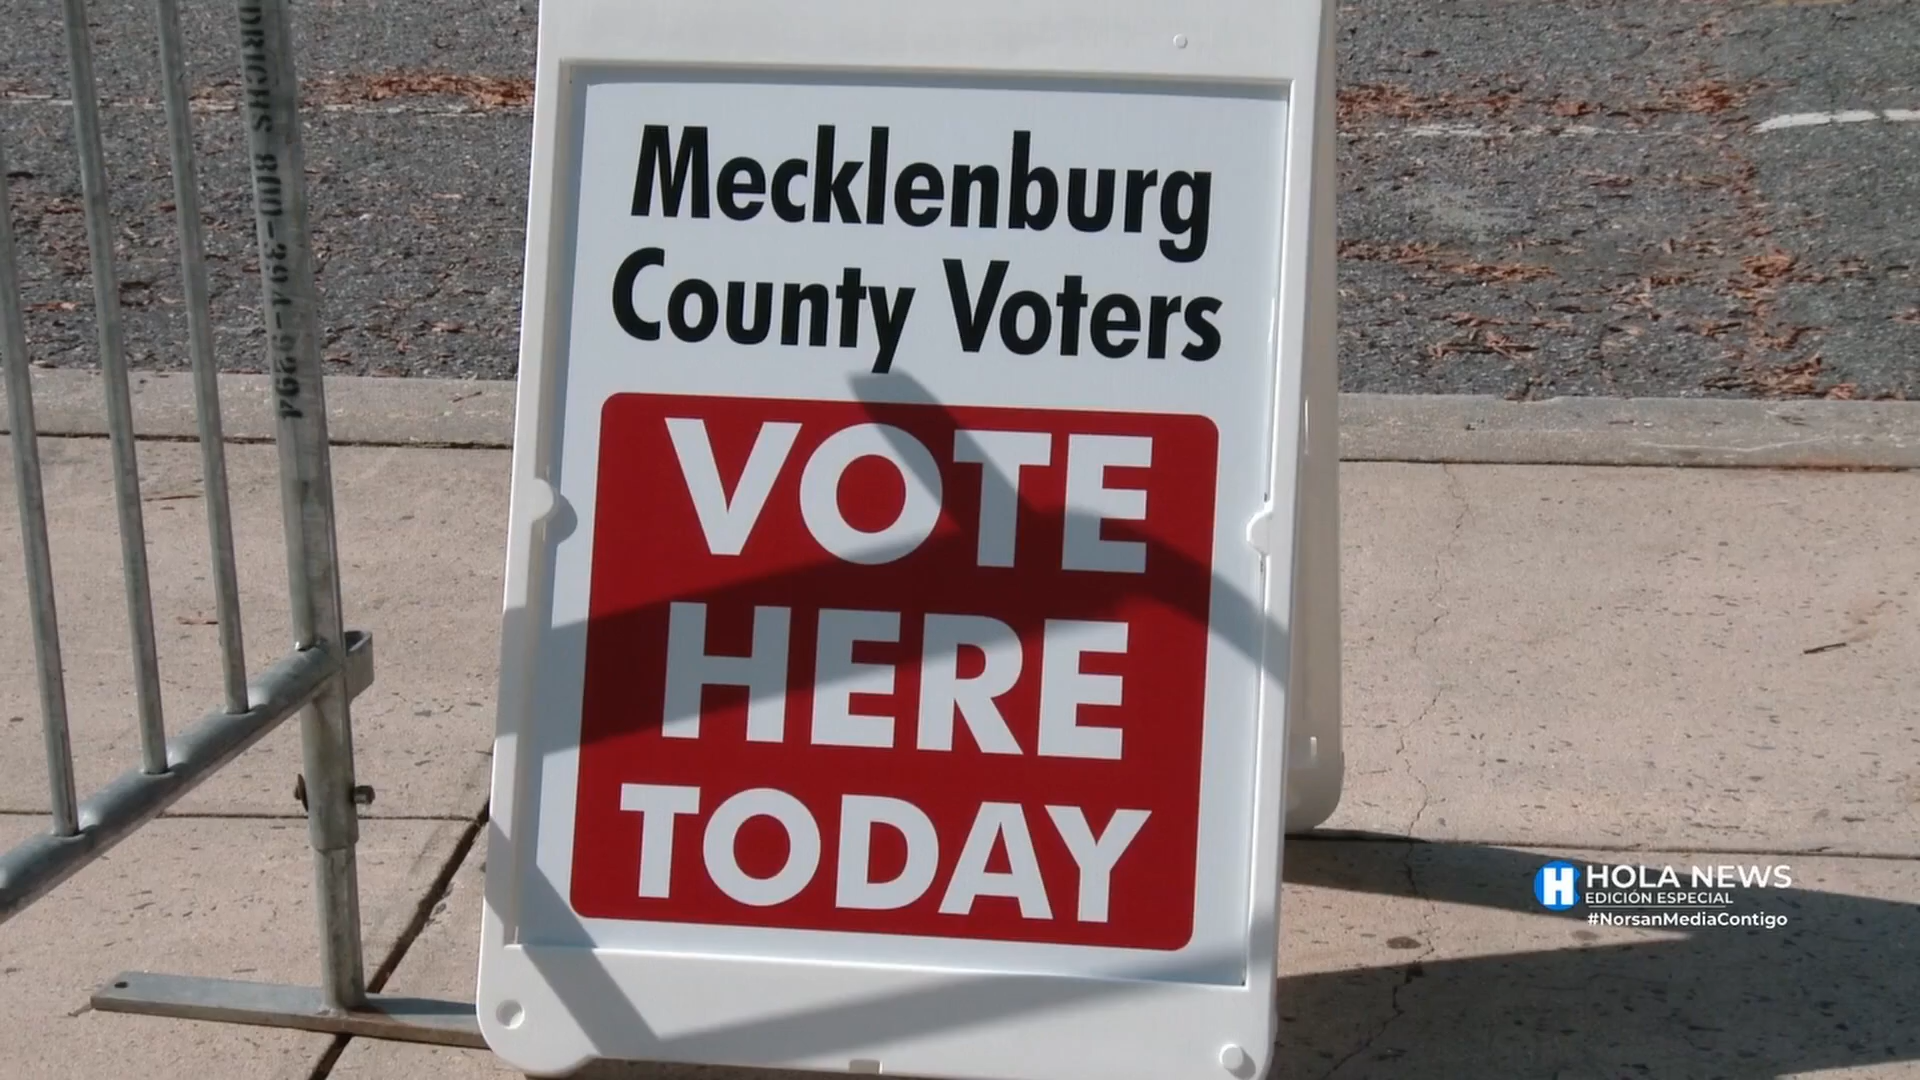 Mecklenburg
County Voters
VOTE
HERE
TODAY
H HOLA NEWS
EDICIÓN ESPECIAL
#NorsanMediaContigo